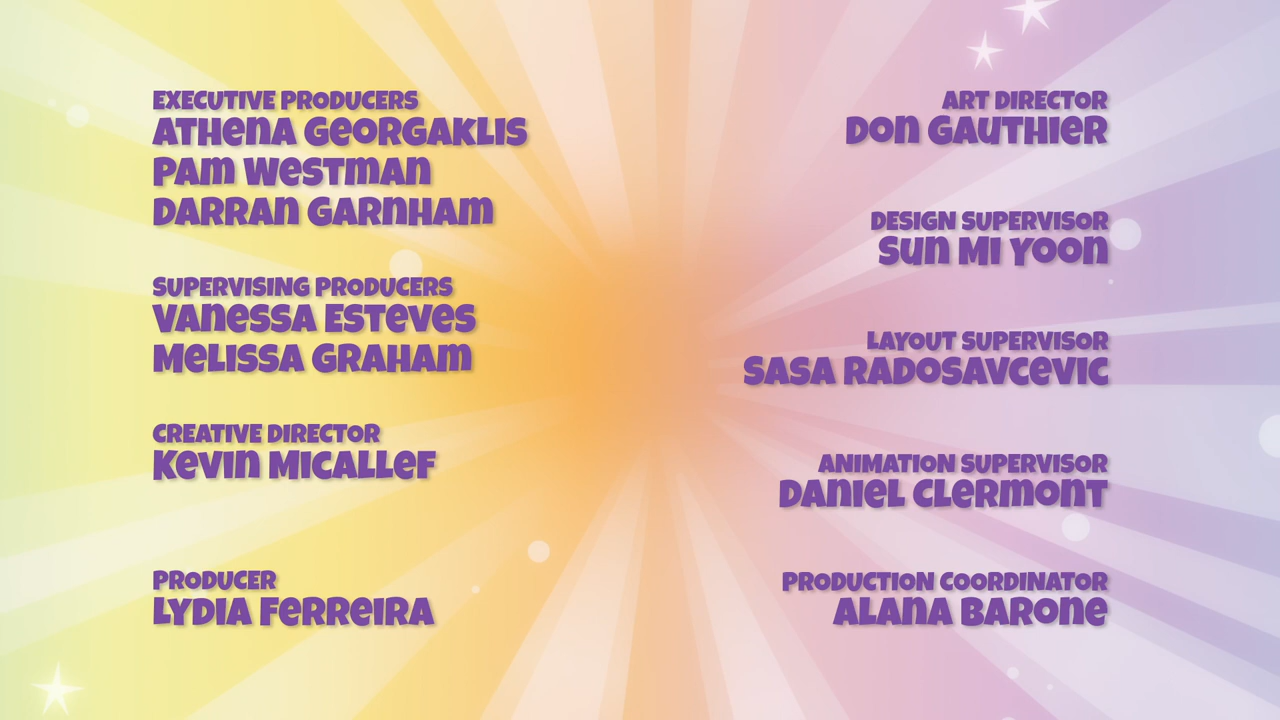 EXECUTIVE PRODUCERS
ATHENA GEORGAKLIS
PAM WESTMAN
DARRAN GARNHAM
SUPERVISING PRODUCERS
VANESSA ESTEVES
MELISSA GRAHAM
CREATIVE DIRECTOR
KEVIN MICALLEF
PRODUCER
LYDIA FERREIRA
ART DIRECTOR
DON GAUTHIER
DESIGN SUPERVISOR
SUN MI YOON
LAYOUT SUPERVISOR
SASA RADOSAVCEVIC
ANIMATION SUPERVISOR
DANIEL CLERMONT
PRODUCTION COORDINATOR
ALANA BARONE